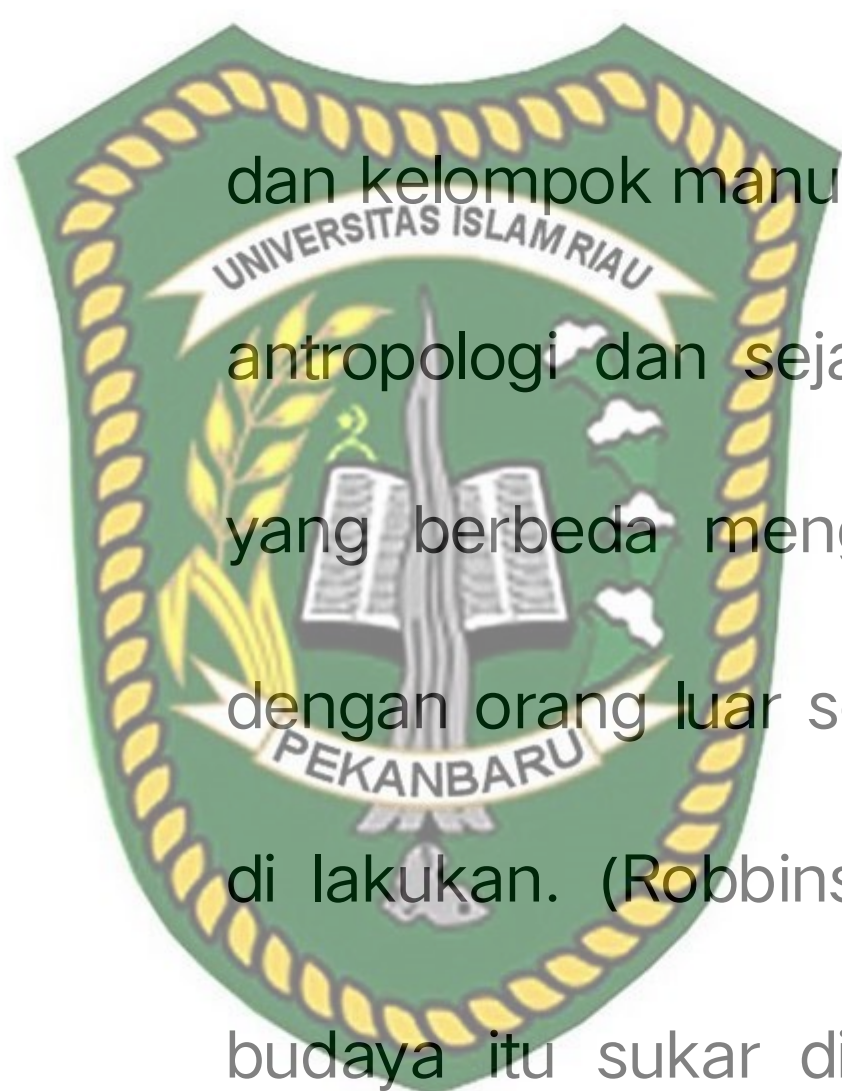 dan kelompok manu
UNIVERSITAS ISLAM RIAU
antropologi dan seja
yang berbeda meng
dengan orang luar s
PEKANBARU
di lakukan. (Robbins
budaya itu sukar di